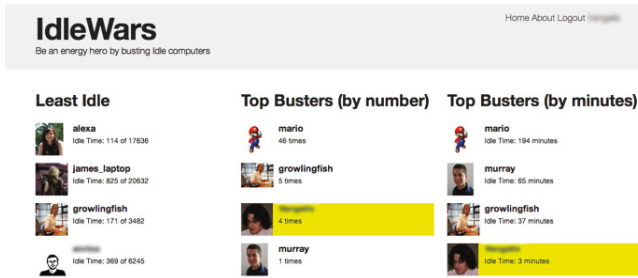 IdleWars
Home About Logout
Be an energy hero by busting Idle computers
Least Idle
alexa
Idle Time: 114 of 17636
james_laptop
Idle Time: 825 of 20632
growlingfish
Idle Time: 171 of 3482
Idle Time: 369 of 6245
Top Busters (by number)
mario
46 times
growlingfish
5 times
4 times
murray
1 times
Top Busters (by minutes)
mario
Idle Time: 194 minutes
murray
Idle Time: 65 minutes
growlingfish
Idle Time: 37 minutes
Idle Time: 3 minutes